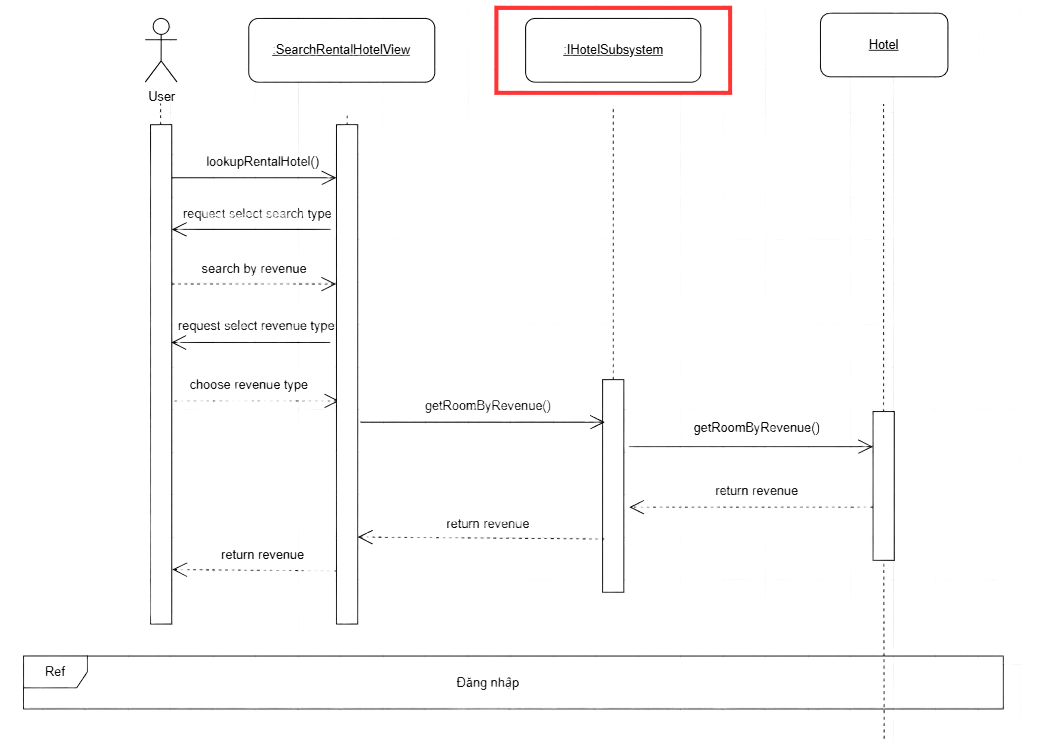 :SearchRentalHotelView
:IHotelSubsystem
Hotel
User
lookupRentalHotel()
request select search type
search by revenue
request select revenue type
choose revenue type
getRoomByRevenue()
getRoomByRevenue()
return revenue
return revenue
return revenue
Ref
Đăng nhập